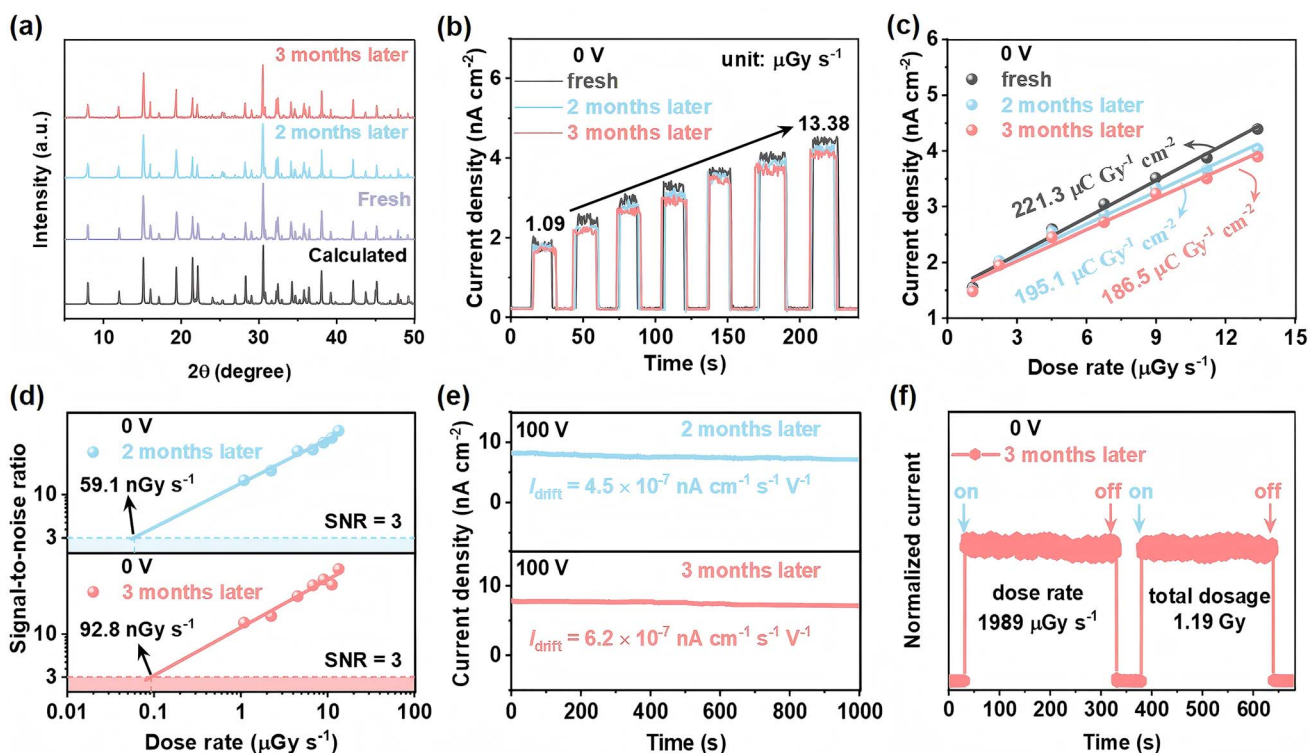 (a)
3 months later
2 months later
Fresh
Calculated
Intensity (a.u.)
10 20 30 40 50
2θ (degree)
(b)
0 V
unit: μGy s⁻¹
fresh
2 months later
3 months later
1.09
13.38
Current density (nA cm⁻²)
7
6
4
2
0
0 50 100 150 200
Time (s)
(c)
0 V
fresh
2 months later
3 months later
221.3 μC Gy⁻¹ cm⁻²
195.1 μC Gy⁻¹ cm⁻²
186.5 μC Gy⁻¹ cm⁻²
Current density (nA cm⁻²)
6
5
4
3
2
1
0 3 6 9 12 15
Dose rate (μGy s⁻¹)
(d)
0 V
2 months later
59.1 nGy s⁻¹
SNR = 3
10
3
0 V
3 months later
92.8 nGy s⁻¹
SNR = 3
10
3
Signal-to-noise ratio
0.01 0.1 1 10 100
Dose rate (μGy s⁻¹)
(e)
100 V
2 months later
I drift = 4.5 × 10⁻⁷ nA cm⁻¹ s⁻¹ V⁻¹
10
0
100 V
3 months later
I drift = 6.2 × 10⁻⁷ nA cm⁻¹ s⁻¹ V⁻¹
10
0
Current density (nA cm⁻²)
0 200 400 600 800 1000
Time (s)
(f)
0 V
3 months later
on off on off
dose rate
1989 μGy s⁻¹
total dosage
1.19 Gy
Normalized current
0 100 200 300 400 500 600
Time (s)